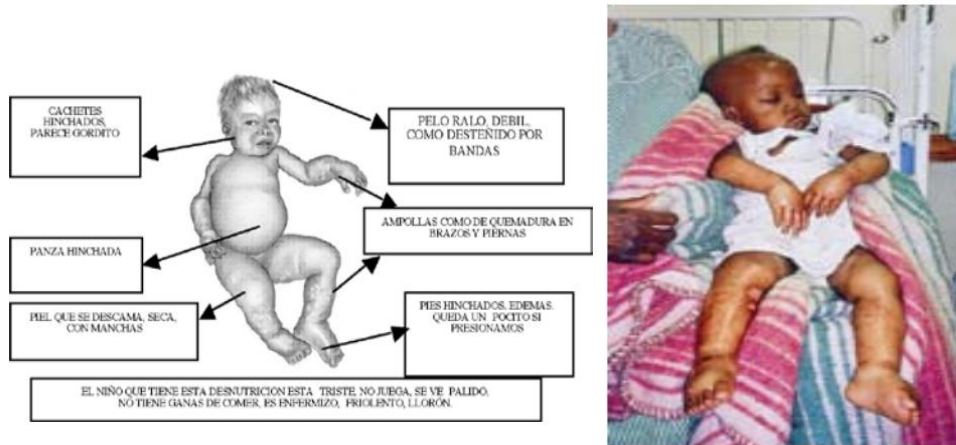 CACHETES
HINCHADOS,
PARECE GORDITO
PELO RALO, DEBIL,
COMO DESTEÑIDO POR
BANDAS
AMPOLLAS COMO DE QUEMADURA EN
BRAZOS Y PIERNAS
PANZA HINCHADA
PIEL QUE SE DESCAMA, SECA,
CON MANCHAS
PIES HINCHADOS. EDEMAS.
QUEDA UN POCITO SI
PRESIONAMOS
EL NIÑO QUE TIENE ESTA DESNUTRICION ESTA TRISTE, NO JUEGA, SE VE PALIDO,
NO TIENE GANAS DE COMER, ES ENFERMIZO, FRIOLENTO, LLORÓN.